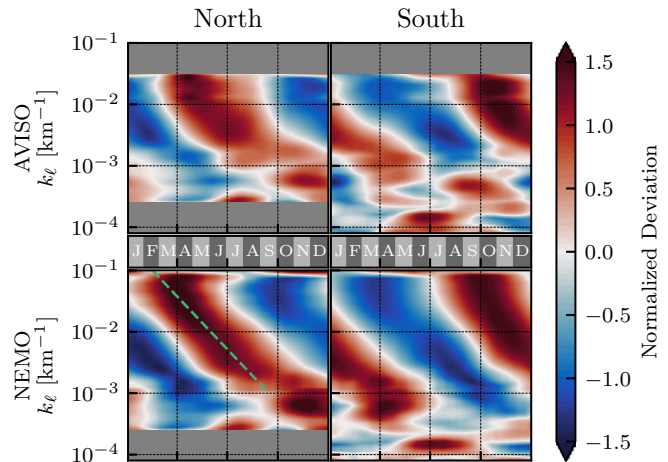 North South
10⁻¹
10⁻²
10⁻³
10⁻⁴
AVISO
kℓ [km⁻¹]
J F M A M J J A S O N D J F M A M J J A S O N D
10⁻¹
10⁻²
10⁻³
10⁻⁴
NEMO
kℓ [km⁻¹]
1.5
1.0
0.5
0.0
−0.5
−1.0
−1.5
Normalized Deviation